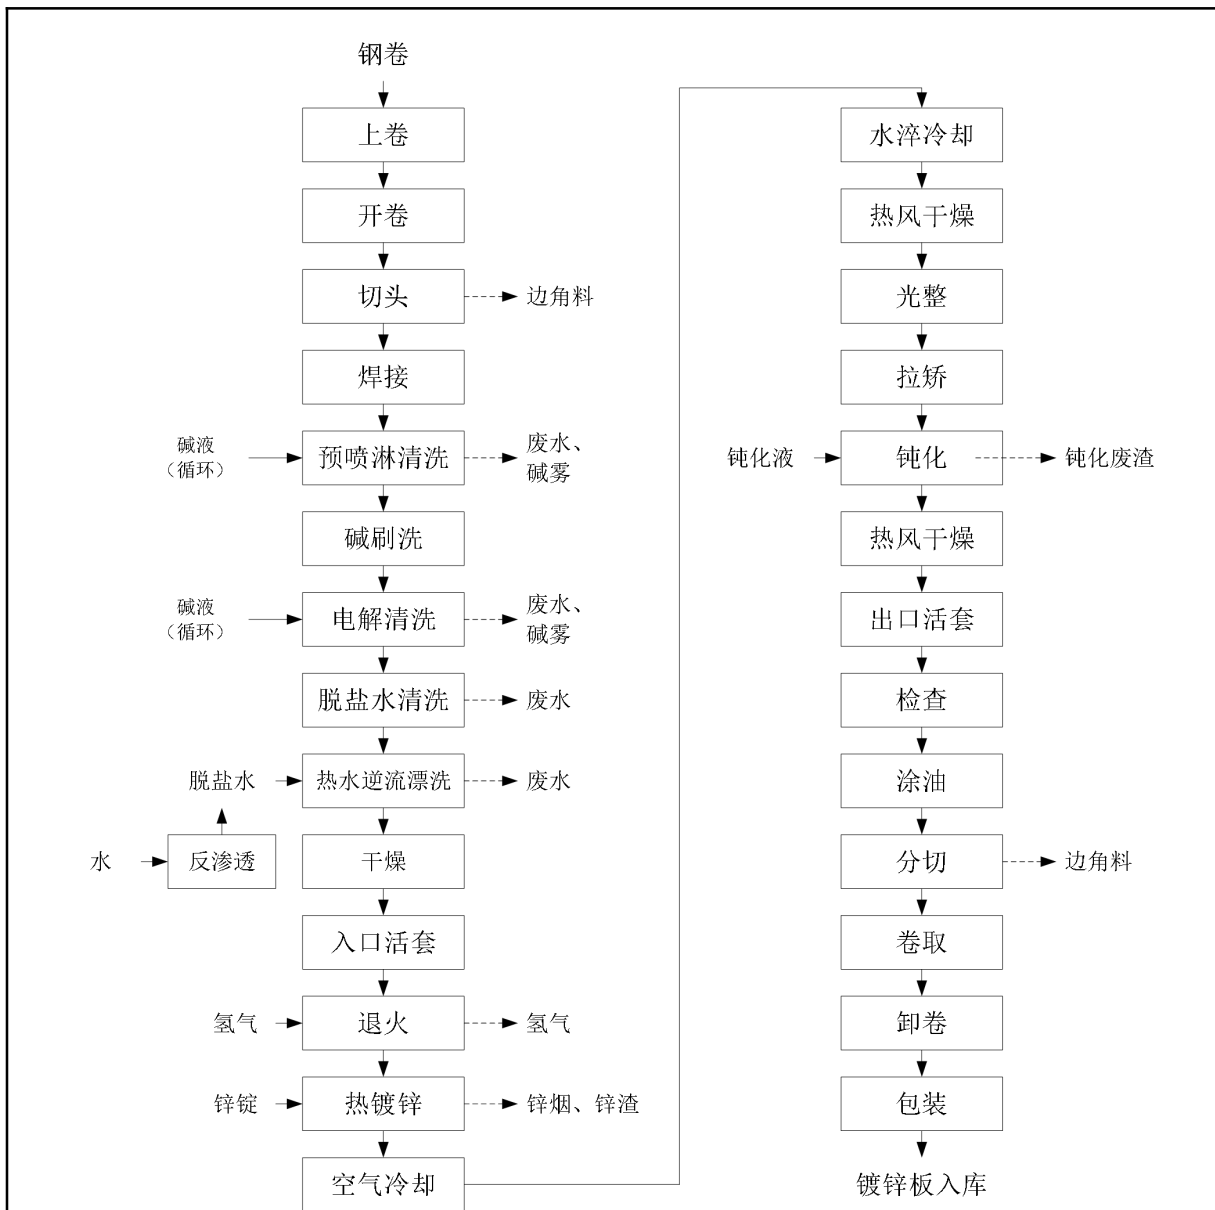 钢卷
上卷
开卷
切头
边角料
焊接
碱液
（循环）
预喷淋清洗
废水、
碱雾
碱刷洗
碱液
（循环）
电解清洗
废水、
碱雾
脱盐水清洗
废水
脱盐水
热水逆流漂洗
废水
水
反渗透
干燥
入口活套
氢气
退火
氢气
锌锭
热镀锌
锌烟、锌渣
空气冷却
水淬冷却
热风干燥
光整
拉矫
钝化液
钝化
钝化废渣
热风干燥
出口活套
检查
涂油
分切
边角料
卷取
卸卷
包装
镀锌板入库